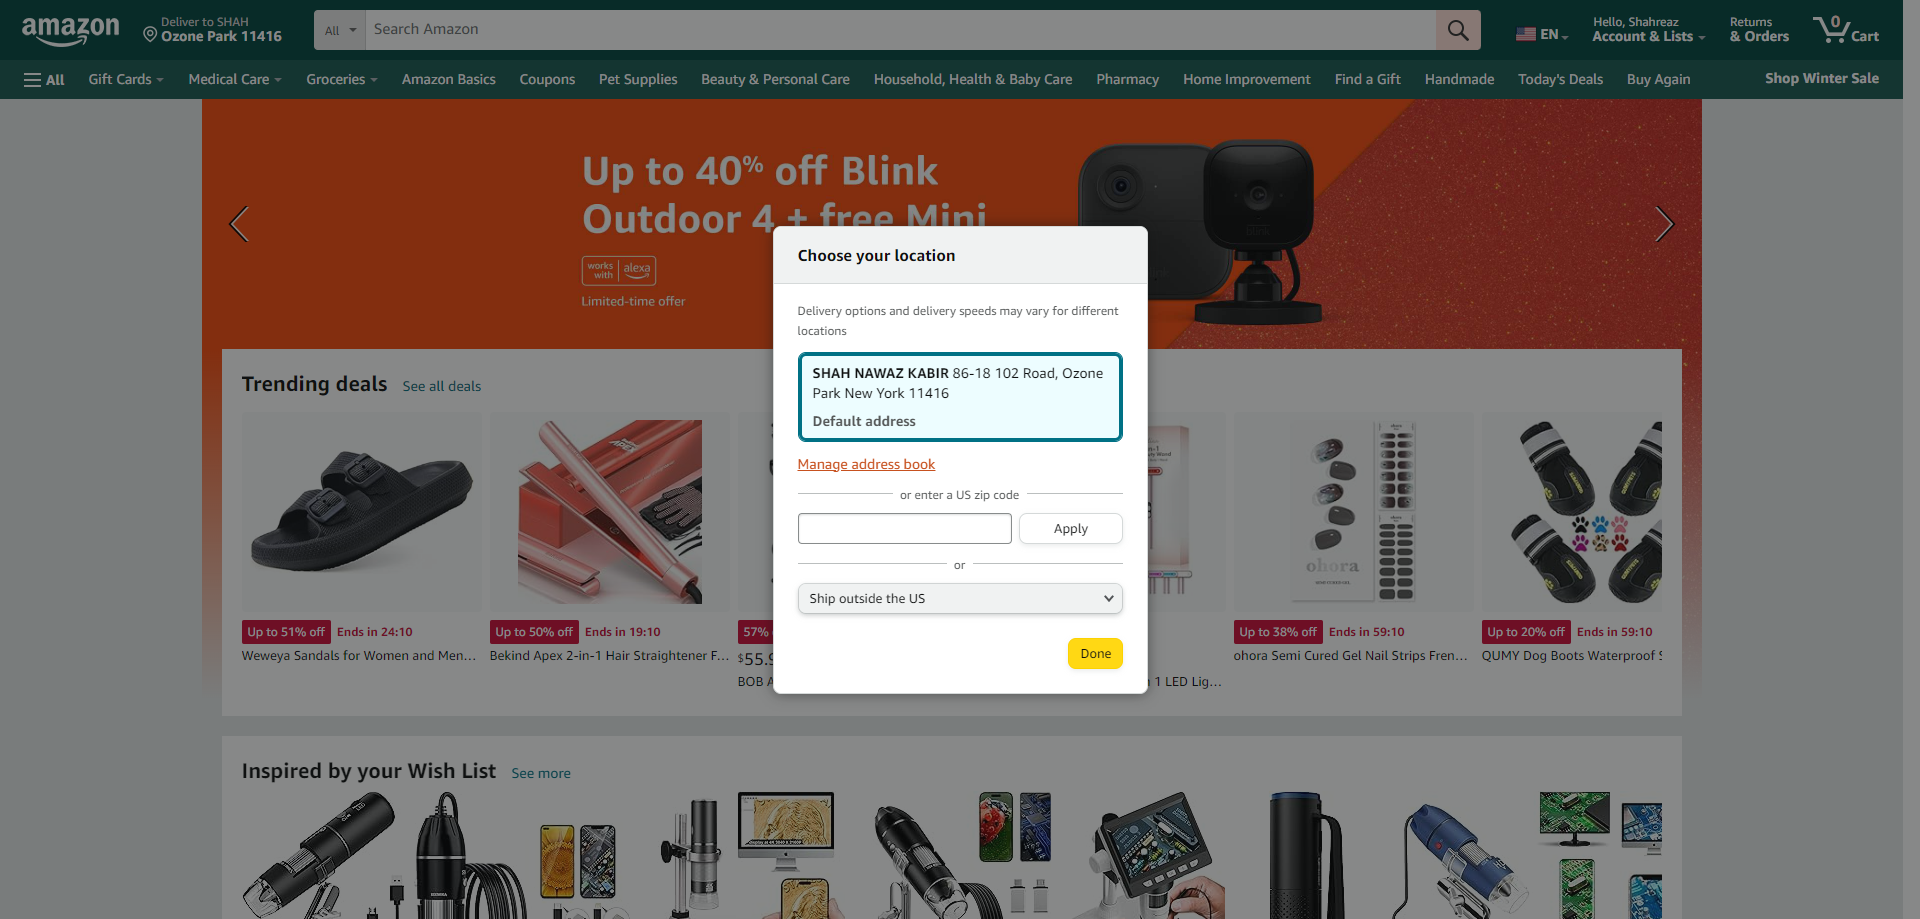 amazon
Deliver to SHAH
Ozone Park 11416
All
Search Amazon
EN
Hello, Shahreaz
Account & Lists
Returns
& Orders
0
Cart
All
Gift Cards
Medical Care
Groceries
Amazon Basics
Coupons
Pet Supplies
Beauty & Personal Care
Household, Health & Baby Care
Pharmacy
Home Improvement
Find a Gift
Handmade
Today's Deals
Buy Again
Shop Winter Sale
Up to 40% off Blink
Outdoor 4 + free Mini
works with alexa
Limited-time offer
Choose your location
Delivery options and delivery speeds may vary for different
locations
SHAH NAWAZ KABIR 86-18 102 Road, Ozone
Park New York 11416
Default address
Manage address book
or enter a US zip code
Apply
or
Ship outside the US
Done
Trending deals
See all deals
ohora
Up to 51% off
Ends in 24:10
Weweya Sandals for Women and Men...
Up to 50% off
Ends in 19:10
Bekind Apex 2-in-1 Hair Straightener F...
57%
$55.9
BOB A
1 LED Lig...
Up to 38% off
Ends in 59:10
ohora Semi Cured Gel Nail Strips Fren...
Up to 20% off
Ends in 59:10
QUMY Dog Boots Waterproof S
Inspired by your Wish List
See more